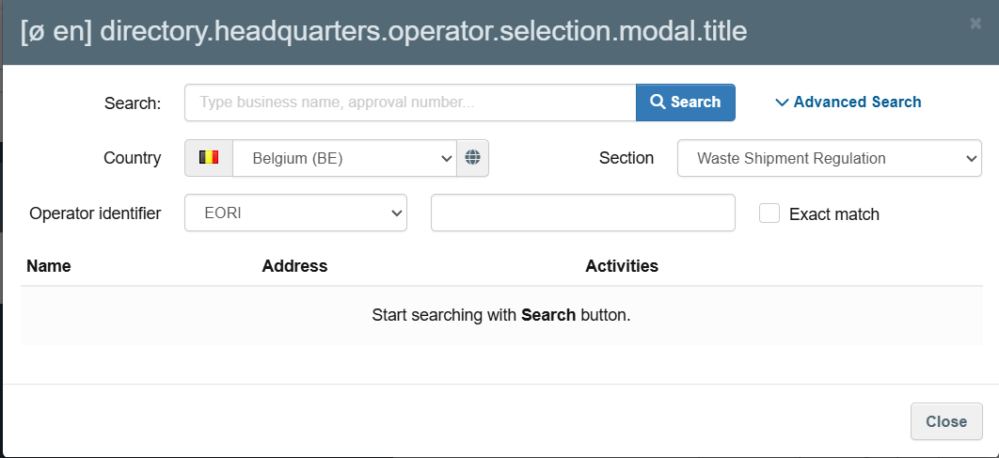 [ø en] directory.headquarters.operator.selection.modal.title
Search: Type business name, approval number... Search Advanced Search
Country Belgium (BE) Section Waste Shipment Regulation
Operator identifier EORI Exact match
Name Address Activities
Start searching with Search button.
Close